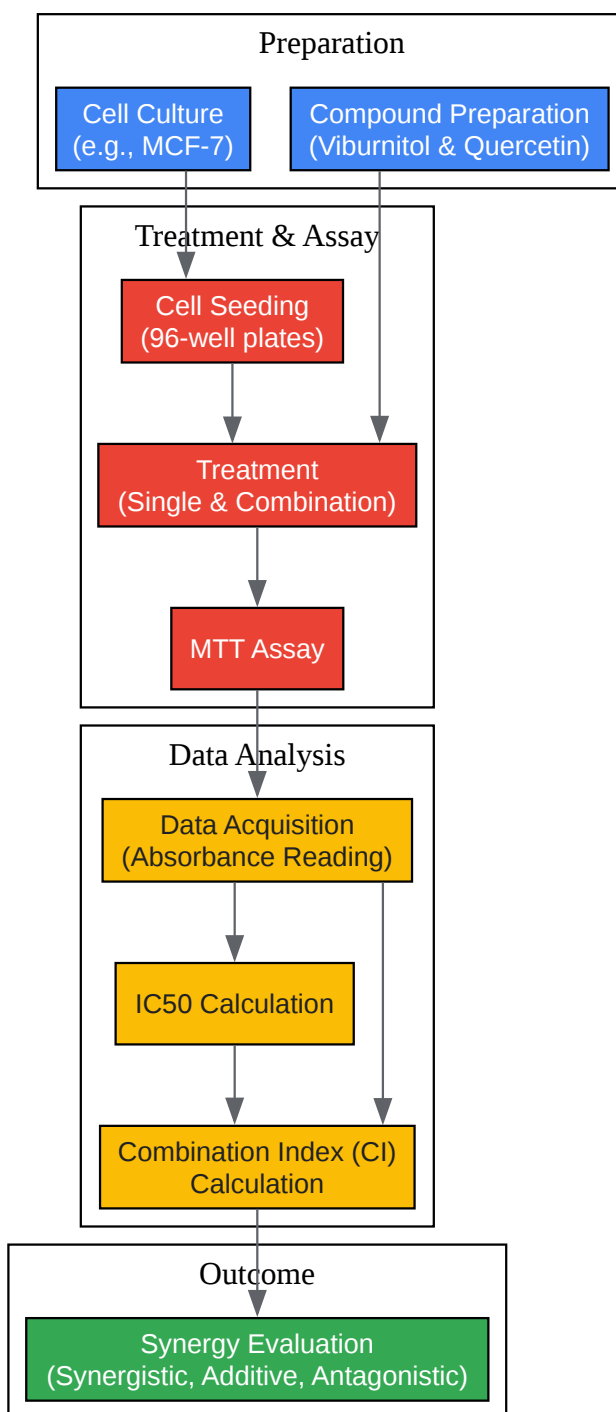 Preparation
Cell Culture
(e.g., MCF-7)
Compound Preparation
(Viburnitol & Quercetin)
Treatment & Assay
Cell Seeding
(96-well plates)
Treatment
(Single & Combination)
MTT Assay
Data Analysis
Data Acquisition
(Absorbance Reading)
IC50 Calculation
Combination Index (CI)
Calculation
Outcome
Synergy Evaluation
(Synergistic, Additive, Antagonistic)